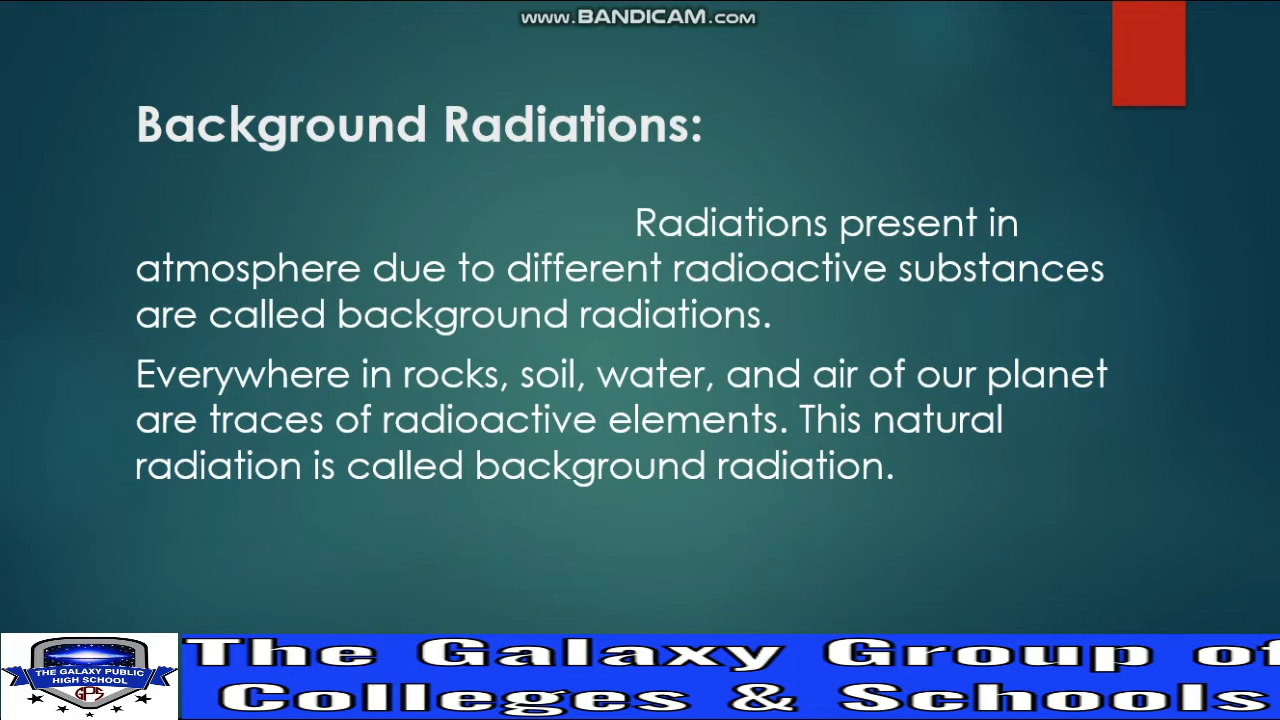 www.BANDICAM.com
Background Radiations:
Radiations present in
atmosphere due to different radioactive substances
are called background radiations.
Everywhere in rocks, soil, water, and air of our planet
are traces of radioactive elements. This natural
radiation is called background radiation.
THE GALAXY PUBLIC
HIGH SCHOOL
GPS
The Galaxy Group of
Colleges & Schools